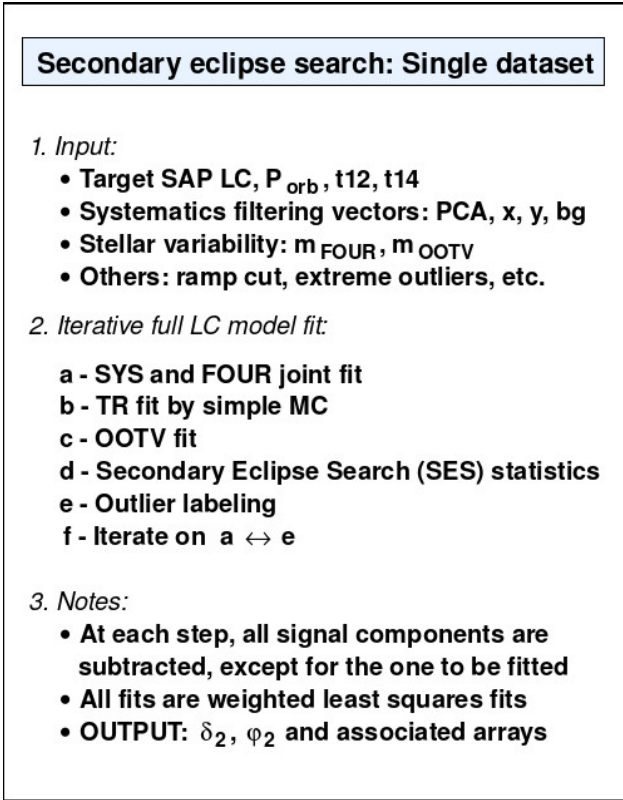 Secondary eclipse search: Single dataset
1. Input:
• Target SAP LC, P orb, t12, t14
• Systematics filtering vectors: PCA, x, y, bg
• Stellar variability: m FOUR, m OOTV
• Others: ramp cut, extreme outliers, etc.
2. Iterative full LC model fit:
a - SYS and FOUR joint fit
b - TR fit by simple MC
c - OOTV fit
d - Secondary Eclipse Search (SES) statistics
e - Outlier labeling
f - Iterate on a ↔ e
3. Notes:
• At each step, all signal components are
subtracted, except for the one to be fitted
• All fits are weighted least squares fits
• OUTPUT: δ2, φ2 and associated arrays